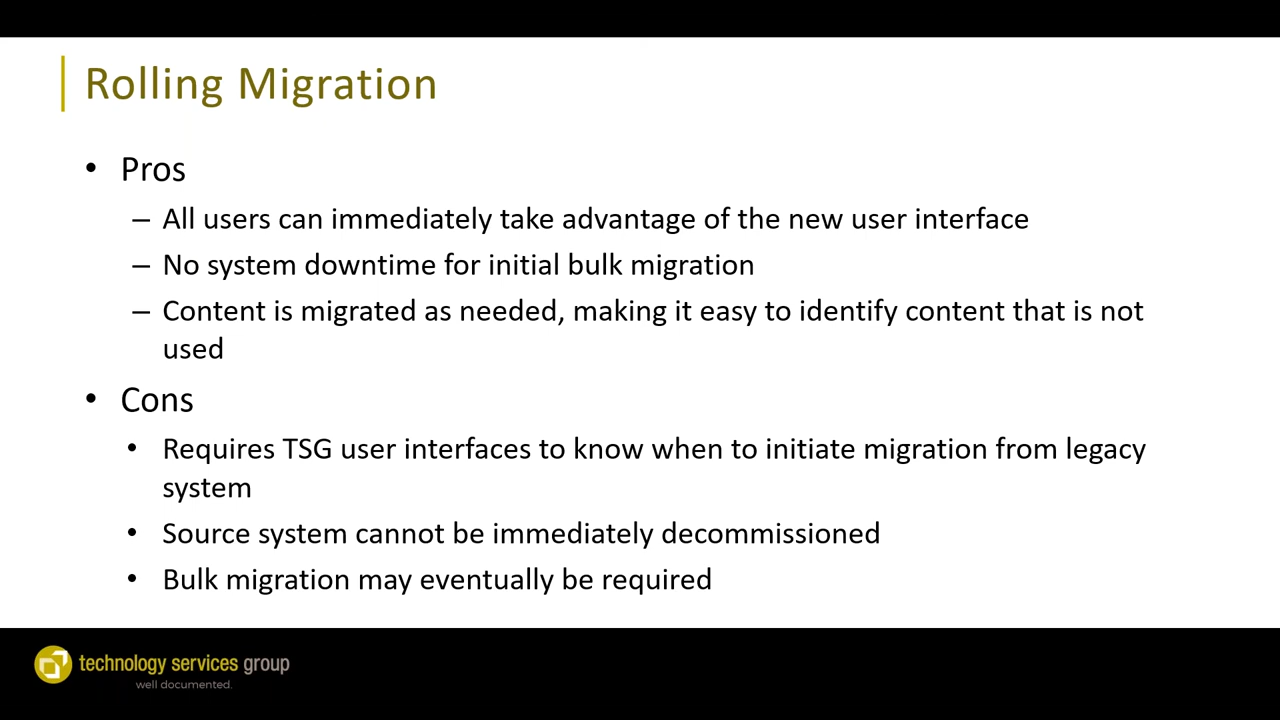 Rolling Migration
• Pros
– All users can immediately take advantage of the new user interface
– No system downtime for initial bulk migration
– Content is migrated as needed, making it easy to identify content that is not
used
• Cons
• Requires TSG user interfaces to know when to initiate migration from legacy
system
• Source system cannot be immediately decommissioned
• Bulk migration may eventually be required
technology services group
well documented.